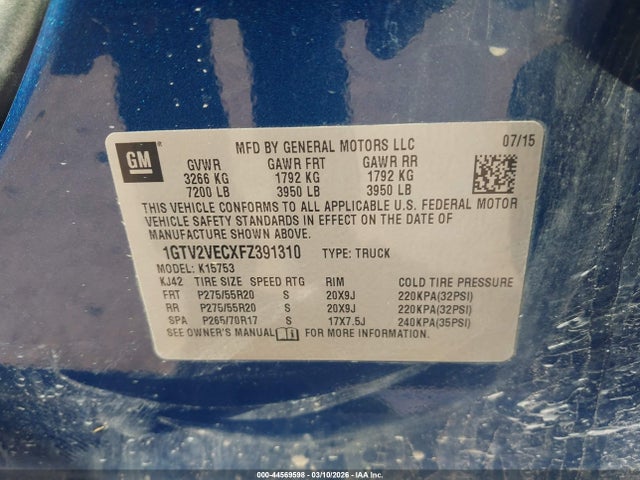 GM
MFD BY GENERAL MOTORS LLC 07/15
GVWR GAWR FRT GAWR RR
3266 KG 1792 KG 1792 KG
7200 LB 3950 LB 3950 LB
THIS VEHICLE CONFORMS TO ALL APPLICABLE U.S. FEDERAL MOTOR
VEHICLE SAFETY STANDARDS IN EFFECT ON THE DATE OF
MANUFACTURE SHOWN ABOVE.
1GTV2VECXFZ391310 TYPE: TRUCK
MODEL: K15753
KJ42 TIRE SIZE SPEED RTG RIM COLD TIRE PRESSURE
FRT P275/55R20 S 20X9J 220KPA(32PSI)
RR P275/55R20 S 20X9J 220KPA(32PSI)
SPA P265/70R17 S 17X7.5J 240KPA(35PSI)
SEE OWNER'S MANUAL FOR MORE INFORMATION.
000-44569598 - 03/10/2026 - IAAI.COM